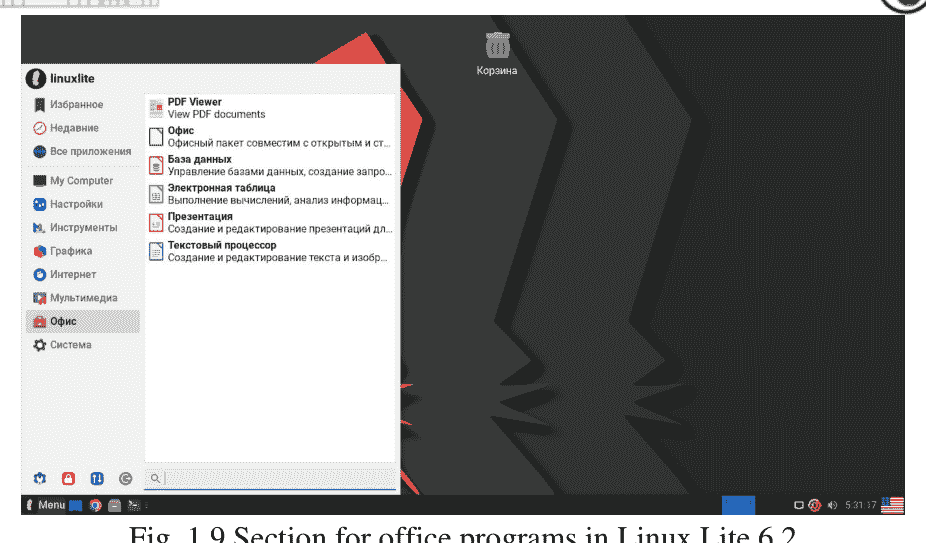 Корзина
linuxlite
Избранное
Недавние
Все приложения
My Computer
Настройки
Инструменты
Графика
Интернет
Мультимедиа
Офис
Система
PDF Viewer
View PDF documents
Офис
Офисный пакет совместим с открытым и ст...
База данных
Управление базами данных, создание запро...
Электронная таблица
Выполнение вычислений, анализ информац...
Презентация
Создание и редактирование презентаций дл...
Текстовый процессор
Создание и редактирование текста и изобр...
Menu
5:31:17
Fig. 1.9 Section for office programs in Linux Lite 6.2